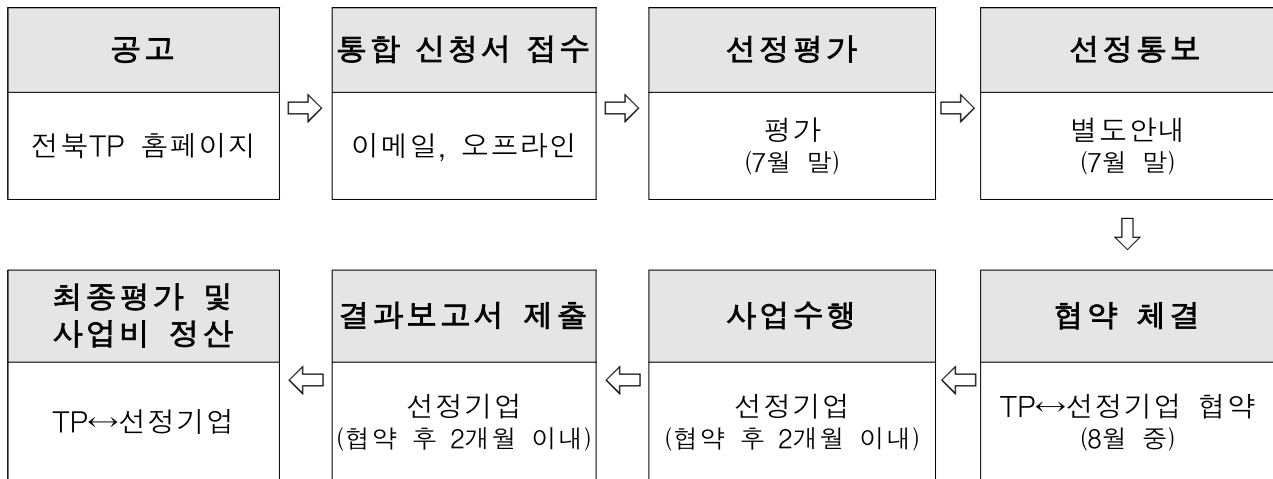 공고
전북TP 홈페이지
통합 신청서 접수
이메일, 오프라인
선정평가
평가
(7월 말)
선정통보
별도안내
(7월 말)
협약 체결
TP↔선정기업 협약
(8월 중)
사업수행
선정기업
(협약 후 2개월 이내)
결과보고서 제출
선정기업
(협약 후 2개월 이내)
최종평가 및
사업비 정산
TP↔선정기업